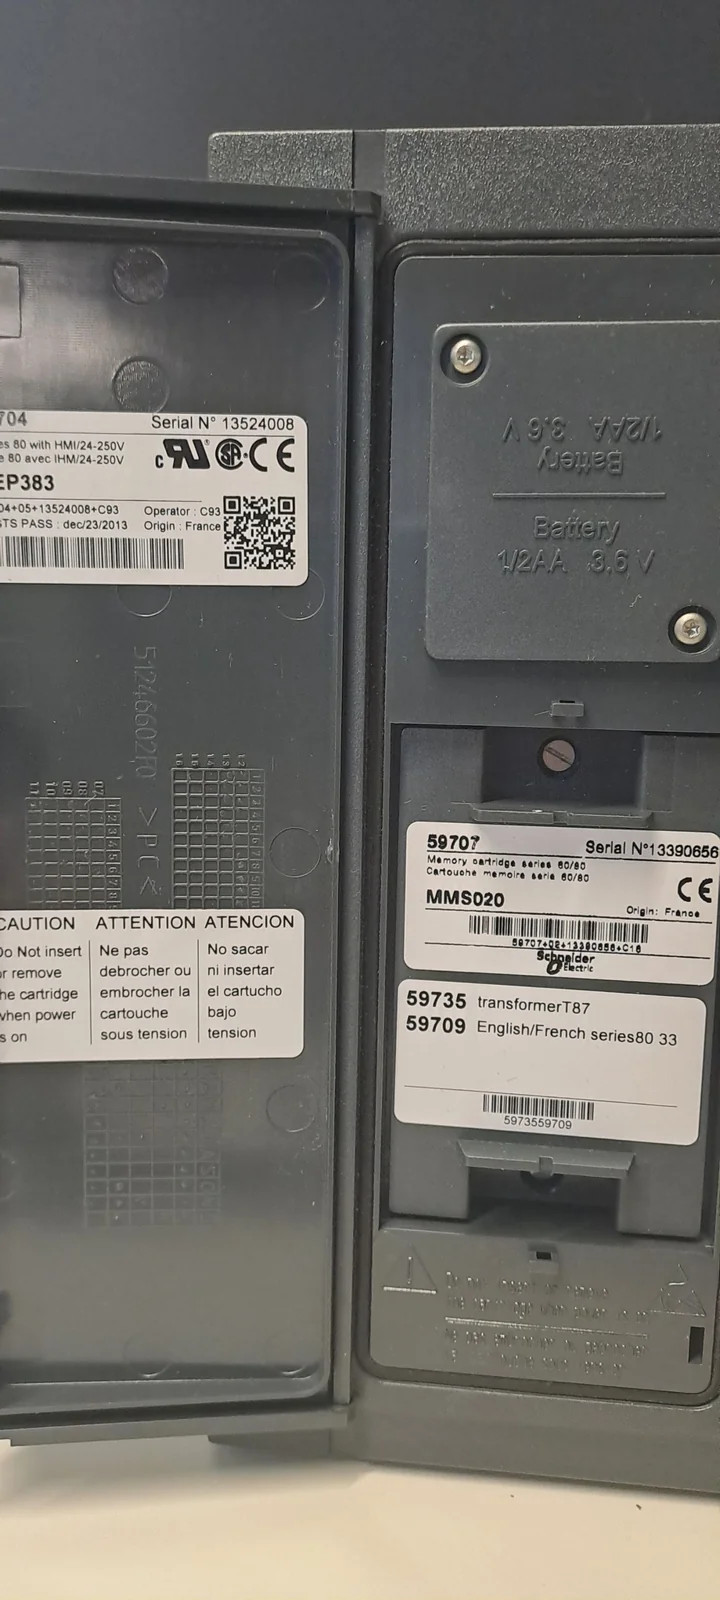 704 Serial N° 13524008
es 80 with HMI/24-250V
e 80 avec IHM/24-250V
EP383
04+05+13524008+C93 Operator : C93
STS PASS : dec/23/2013 Origin : France
51246602F0 >PC<
CAUTION
Do Not insert
or remove
he cartridge
when power
s on
ATTENTION
Ne pas
debrocher ou
embrocher la
cartouche
sous tension
ATENCION
No sacar
ni insertar
el cartucho
bajo
tension
Battery
1/2AA 3.6 V
Battery
1/2AA 3.6 V
59707 Serial N°13390656
Memory cartridge series 60/80
Cartouche memoire serie 60/80
MMS020
Origin: France
59707+02+13390656+C16
Schneider
Electric
59735 transformerT87
59709 English/French series80 33
5973559709